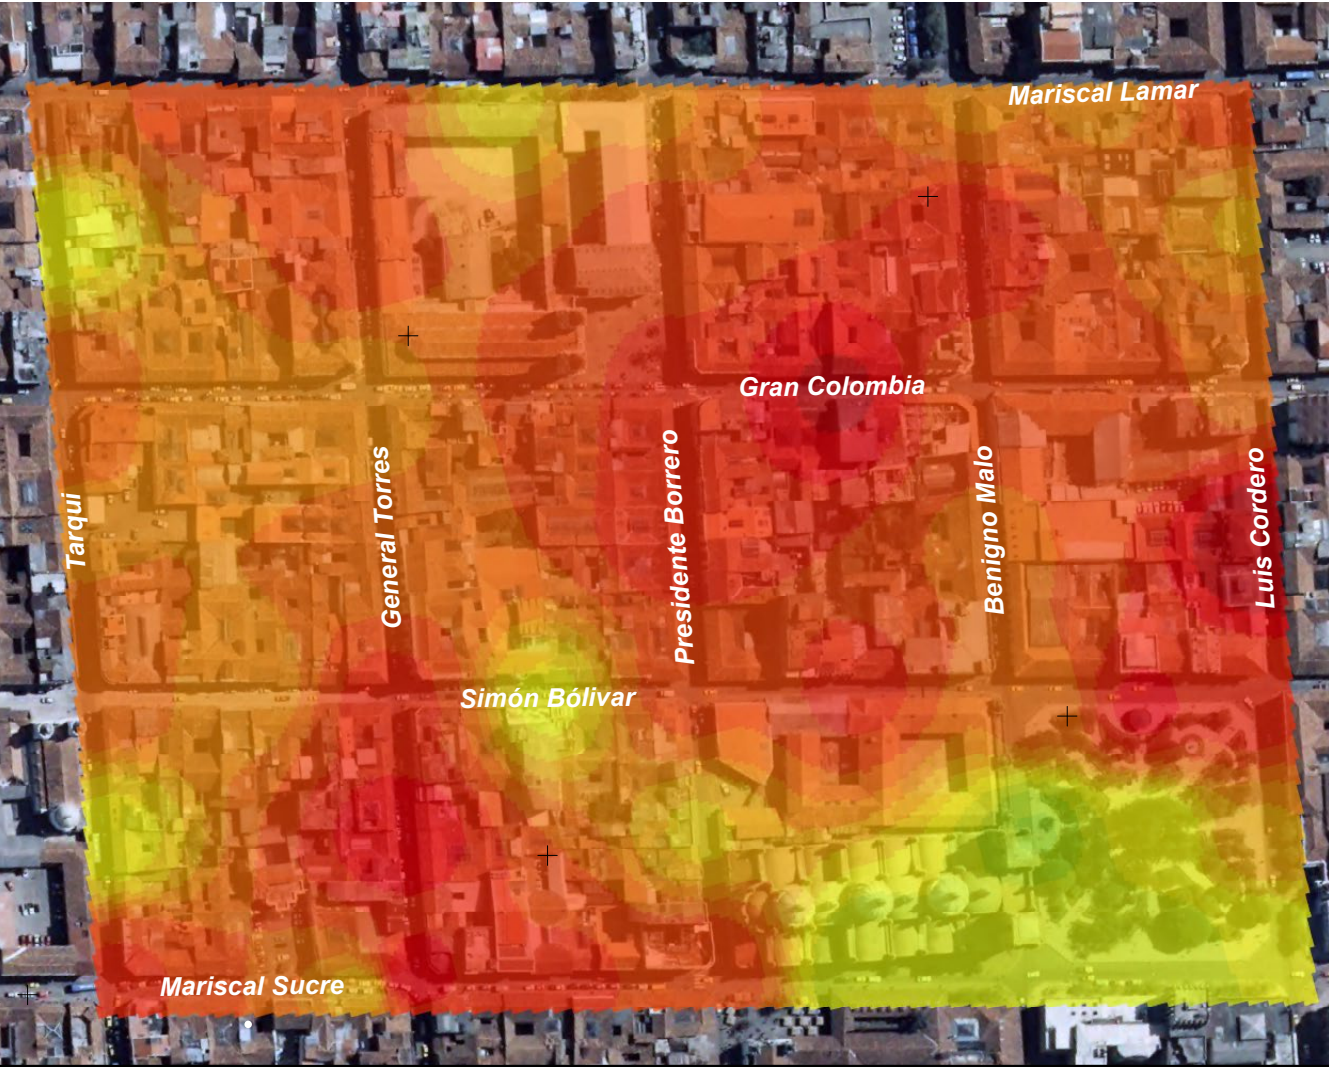 Mariscal Lamar
Gran Colombia
Tarqui
General Torres
Presidente Borrero
Benigno Malo
Luis Cordero
Simón Bólivar
Mariscal Sucre